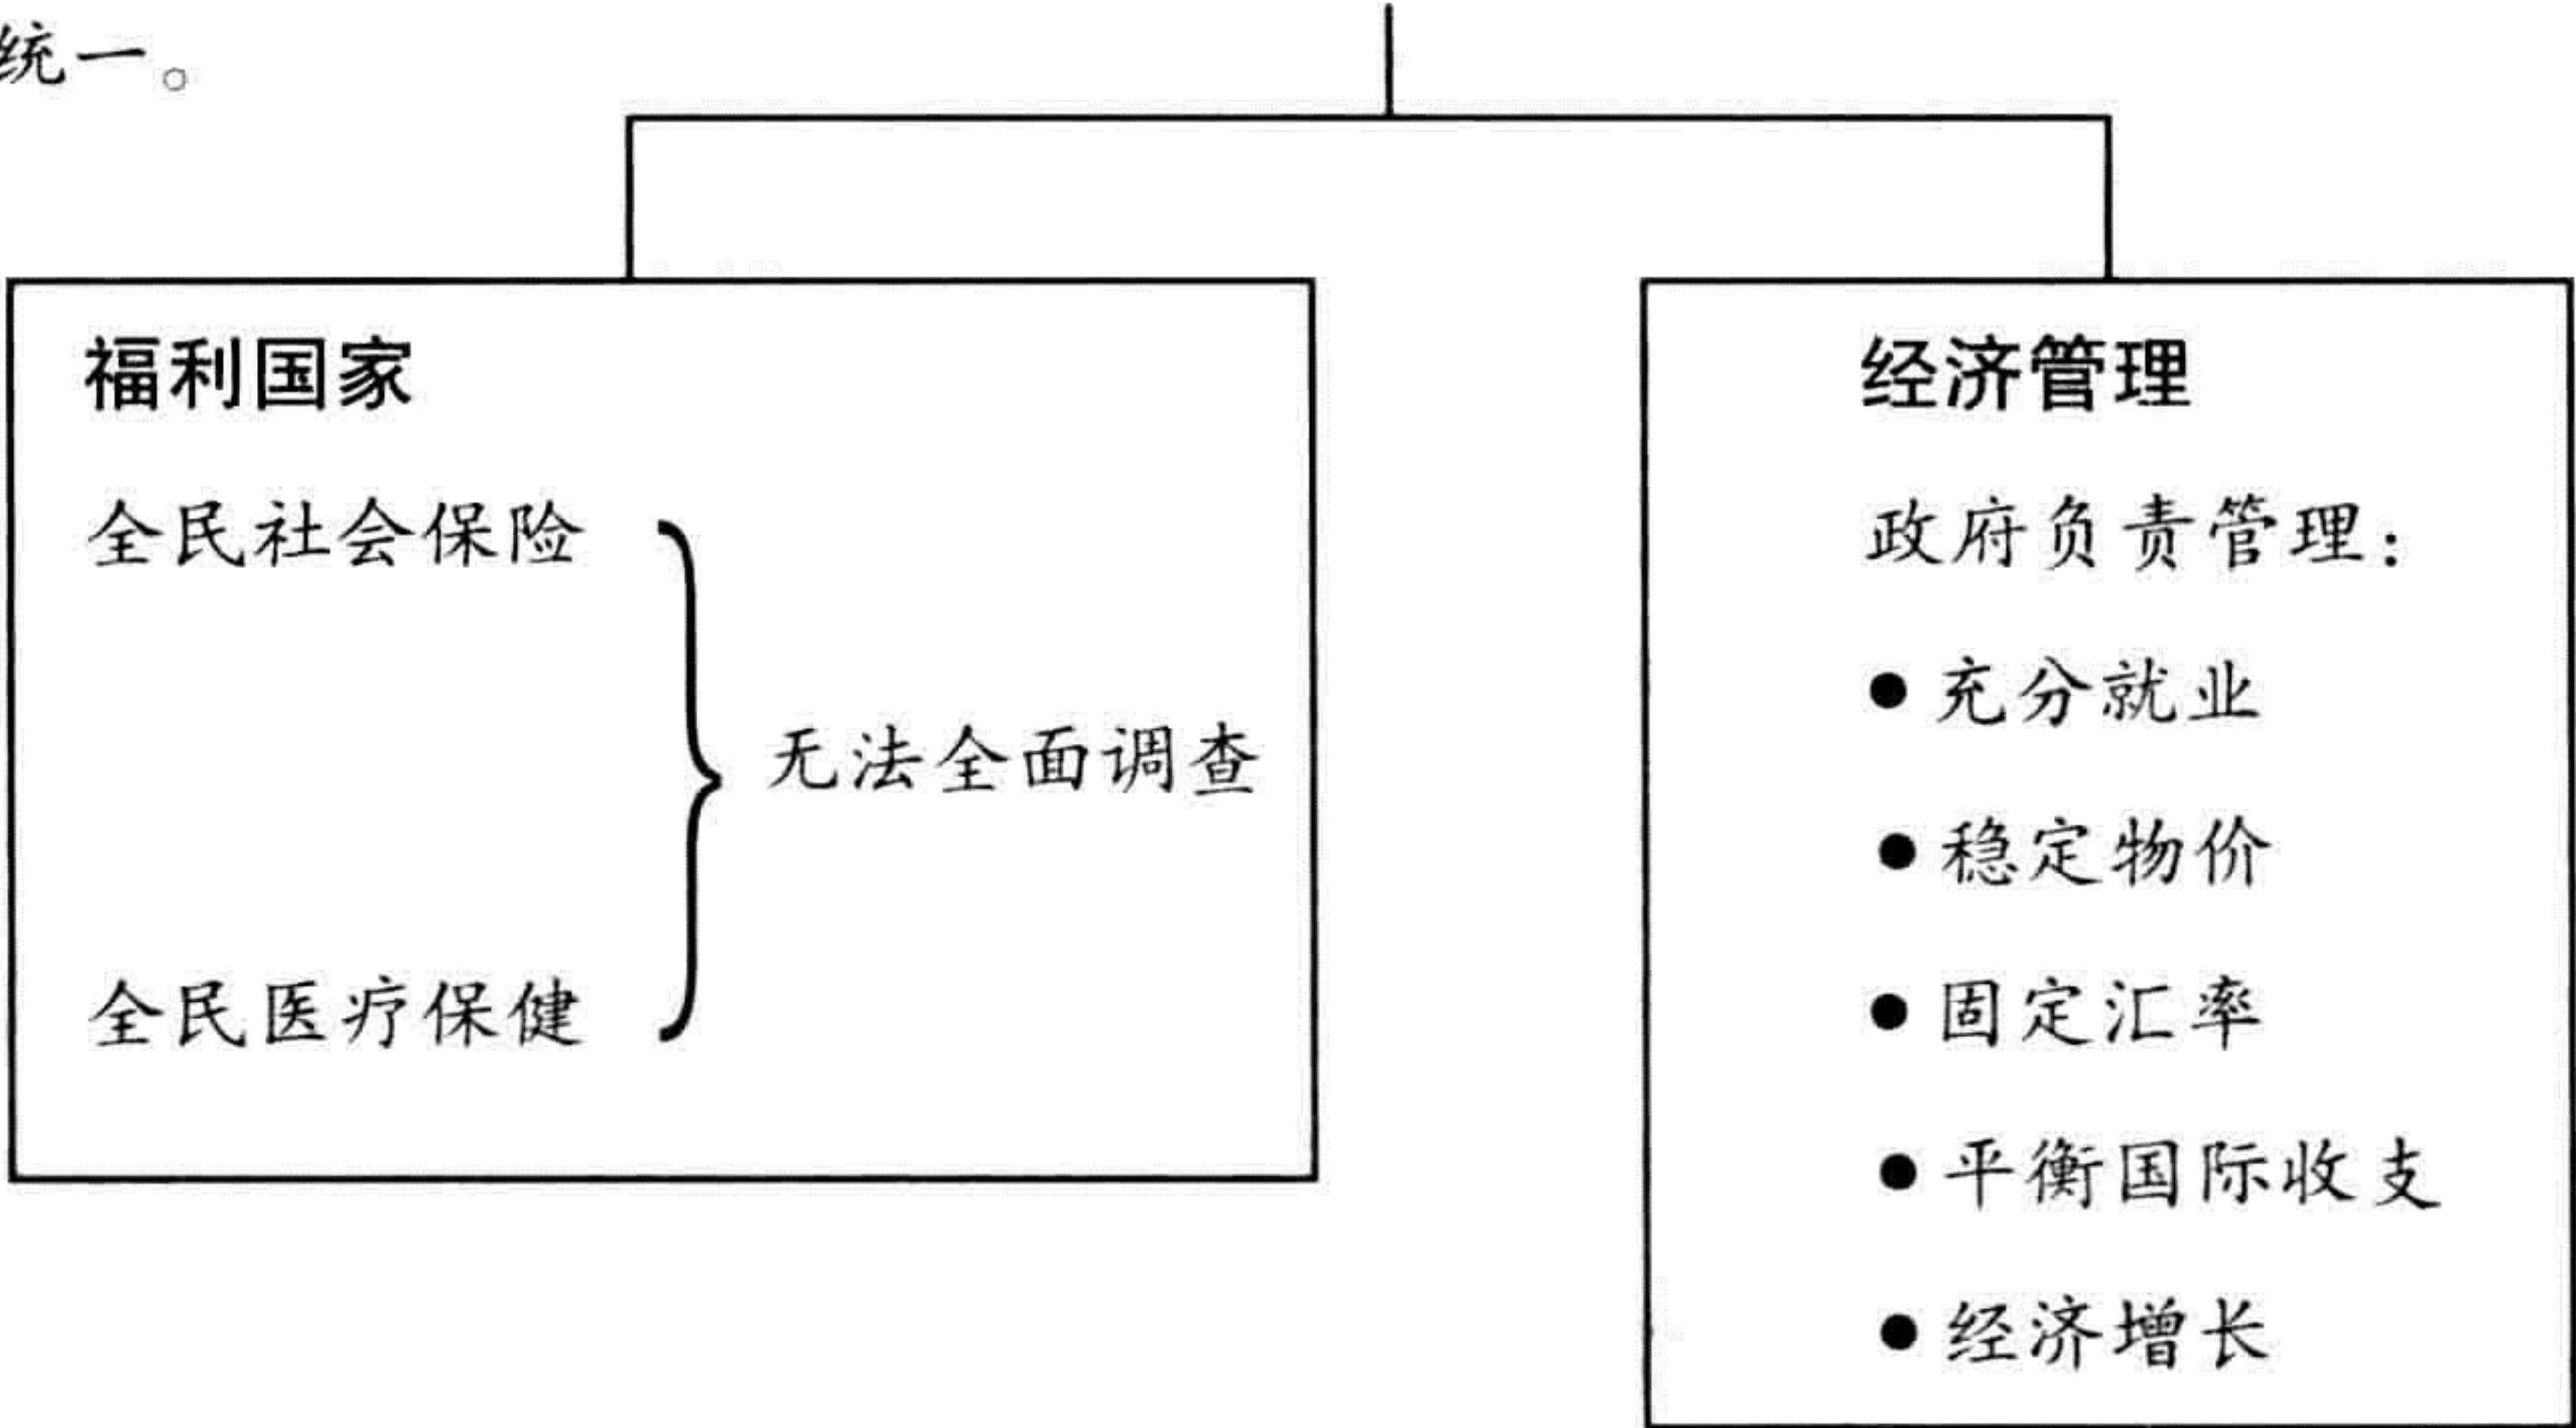 统一。
福利国家
全民社会保险
无法全面调查
全民医疗保健
经济管理
政府负责管理：
● 充分就业
● 稳定物价
● 固定汇率
● 平衡国际收支
● 经济增长